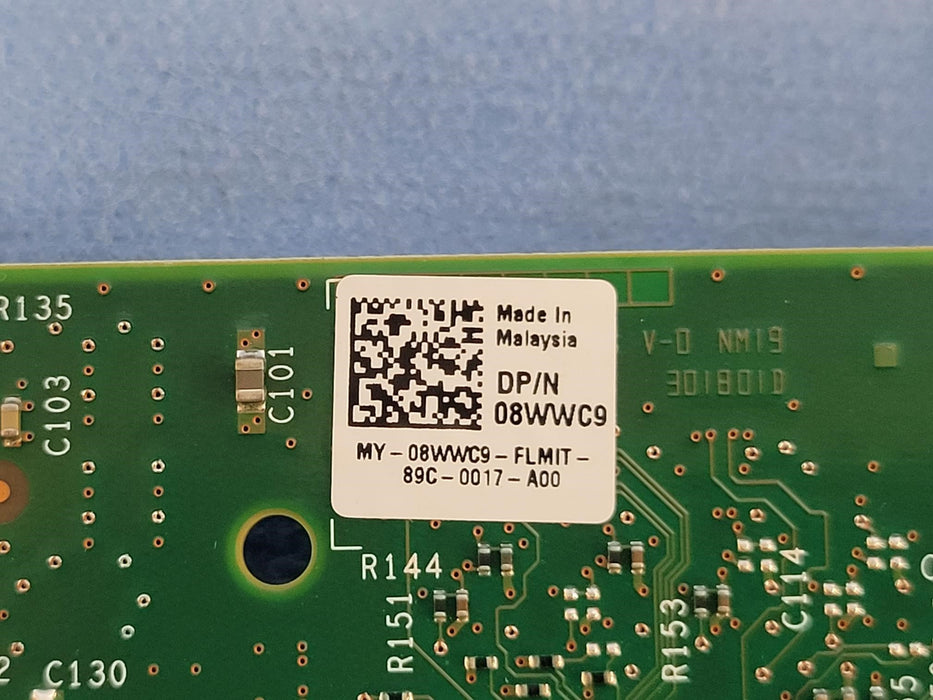 R135
Made In
Malaysia
DP/N
08WWC9
MY-08WWC9-FLMIT-
89C-0017-A00
V-0 NM19
301801D
C101
C103
R144
R151
R153
C114
C130